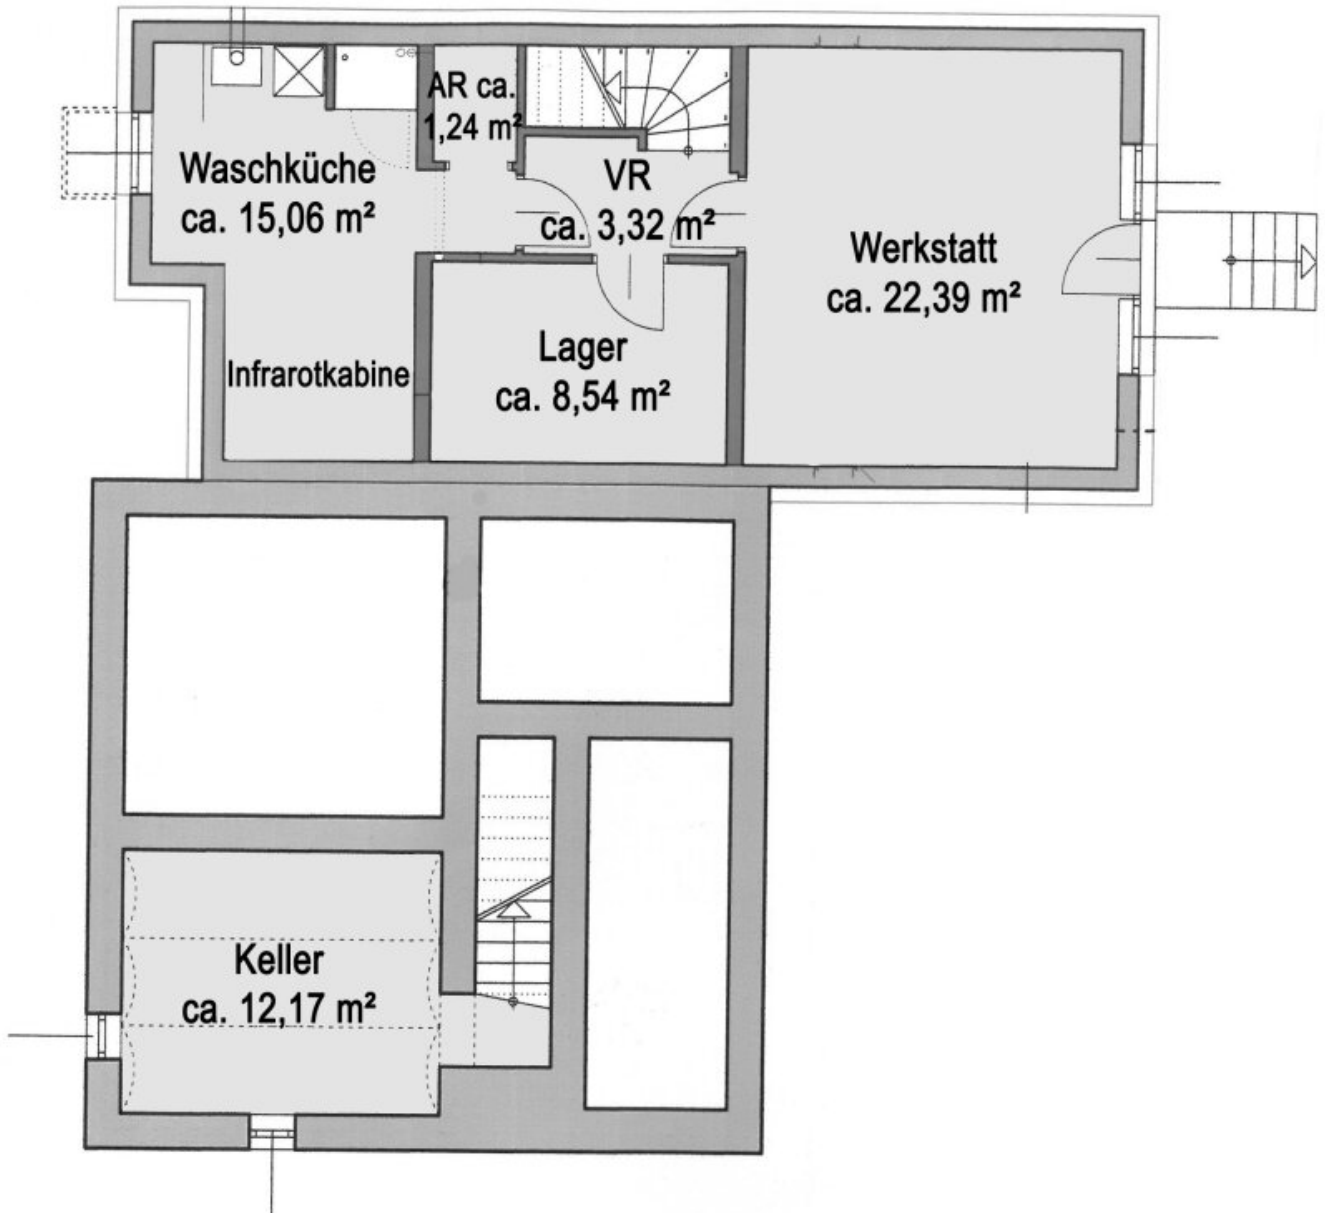 AR ca.
1,24 m²
Waschküche
ca. 15,06 m²
VR
ca. 3,32 m²
Werkstatt
ca. 22,39 m²
Infrarotkabine
Lager
ca. 8,54 m²
Keller
ca. 12,17 m²